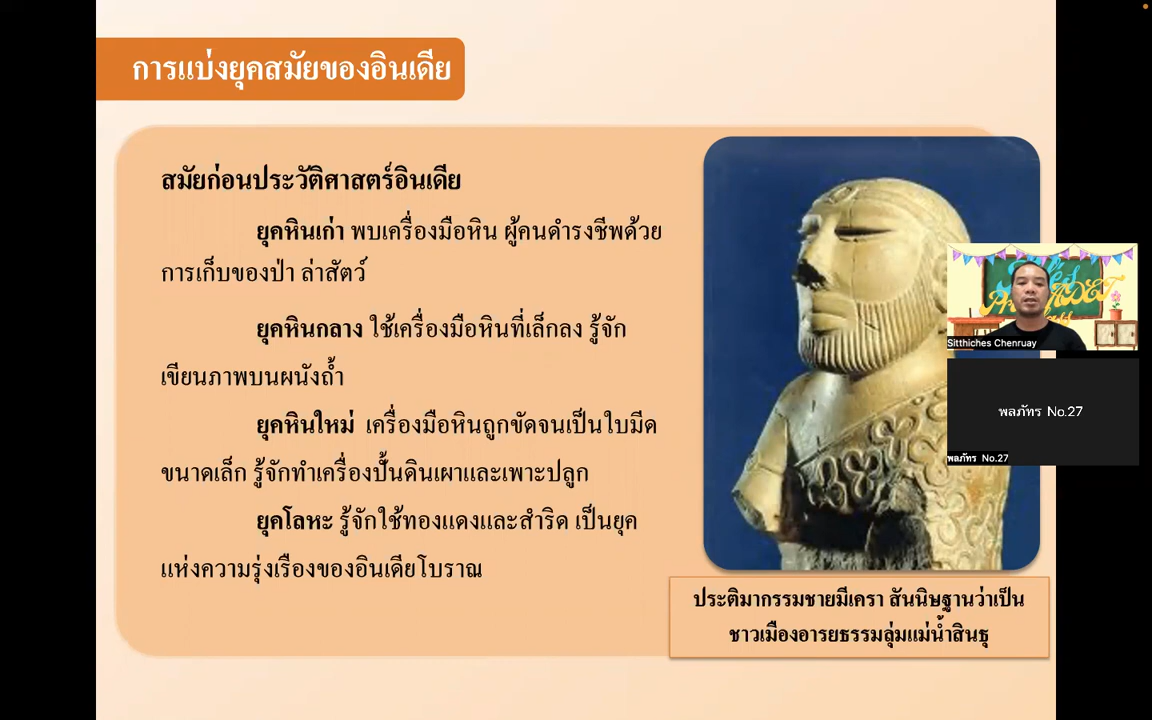 การแบ่งยุคสมัยของอินเดีย
สมัยก่อนประวัติศาสตร์อินเดีย
ยุคหินเก่า พบเครื่องมือหิน ผู้คนดำรงชีพด้วย
การเก็บของป่า ล่าสัตว์
ยุคหินกลาง ใช้เครื่องมือหินที่เล็กลง รู้จัก
เขียนภาพบนผนังถ้ำ
ยุคหินใหม่ เครื่องมือหินถูกขัดจนเป็นใบมีด
ขนาดเล็ก รู้จักทำเครื่องปั้นดินเผาและเพาะปลูก
ยุคโลหะ รู้จักใช้ทองแดงและสำริด เป็นยุค
แห่งความรุ่งเรืองของอินเดียโบราณ
ประติมากรรมชายมีเครา สันนิษฐานว่าเป็น
ชาวเมืองอารยธรรมลุ่มแม่น้ำสินธุ
Sitthiches Chenruay
พลภัทร No.27
พลภัทร No.27